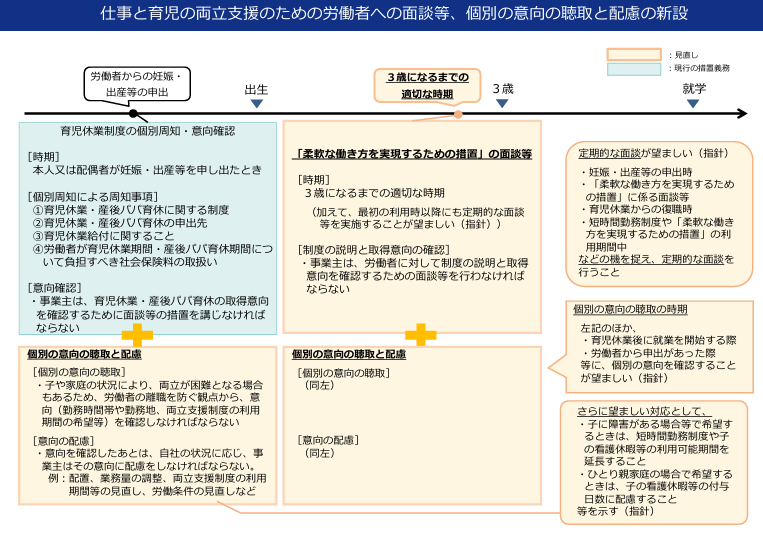 仕事と育児の両立支援のための労働者への面談等、個別の意向の聴取と配慮の新設
：見直し
：現行の措置義務
労働者からの妊娠・
出産等の申出
出生
３歳になるまでの
適切な時期
３歳
就学
育児休業制度の個別周知・意向確認
［時期］
本人又は配偶者が妊娠・出産等を申し出たとき
［個別周知による周知事項］
①育児休業・産後パパ育休に関する制度
②育児休業・産後パパ育休の申出先
③育児休業給付に関すること
④労働者が育児休業期間・産後パパ育休期間につ
いて負担すべき社会保険料の取扱い
［意向確認］
・事業主は、育児休業・産後パパ育休の取得意向
を確認するために面談等の措置を講じなければ
ならない
「柔軟な働き方を実現するための措置」の面談等
［時期］
３歳になるまでの適切な時期
（加えて、最初の利用時以降にも定期的な面談
等を実施することが望ましい（指針））
［制度の説明と取得意向の確認］
・事業主は、労働者に対して制度の説明と取得
意向を確認するための面談等を行わなければ
ならない
定期的な面談が望ましい（指針）
・妊娠・出産等の申出時
・「柔軟な働き方を実現するため
の措置」に係る面談等
・育児休業からの復職時
・短時間勤務制度や「柔軟な働き
方を実現するための措置」の利
用期間中
などの機を捉え、定期的な面談を
行うこと
個別の意向の聴取と配慮
［個別の意向の聴取］
・子や家庭の状況により、両立が困難となる場合
もあるため、労働者の離職を防ぐ観点から、意
向（勤務時間帯や勤務地、両立支援制度の利用
期間の希望等）を確認しなければならない
［意向の配慮］
・意向を確認したあとは、自社の状況に応じ、事
業主はその意向に配慮をしなければならない。
例：配置、業務量の調整、両立支援制度の利用
期間等の見直し、労働条件の見直しなど
個別の意向の聴取と配慮
［個別の意向の聴取］
（同左）
［意向の配慮］
（同左）
個別の意向の聴取の時期
左記のほか、
・育児休業後に就業を開始する際
・労働者から申出があった際
等に、個別の意向を確認すること
が望ましい（指針）
さらに望ましい対応として、
・子に障害がある場合等で希望す
るときは、短時間勤務制度や子
の看護休暇等の利用可能期間を
延長すること
・ひとり親家庭の場合で希望する
ときは、子の看護休暇等の付与
日数に配慮すること
等を示す（指針）